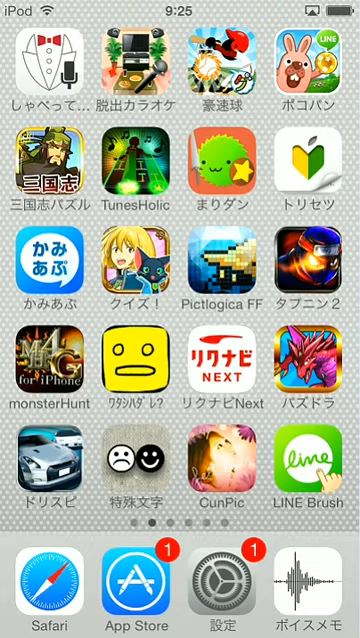 iPod 9:25
LINE
しゃべって... 脱出カラオケ 豪速球 ポコパン
三国志
三国志パズル TunesHolic まりダン トリセツ
かみ
あぷ
かみあぷ クイズ！ Pictlogica FF タプニン２
MH4G
for iPhone
リクナビ
NEXT
monsterHunt ﾜﾀｼﾊﾀﾞﾚ? リクナビNext パズドラ
line
ドリスピ 特殊文字 CunPic LINE Brush
1 1
Safari App Store 設定 ボイスメモ